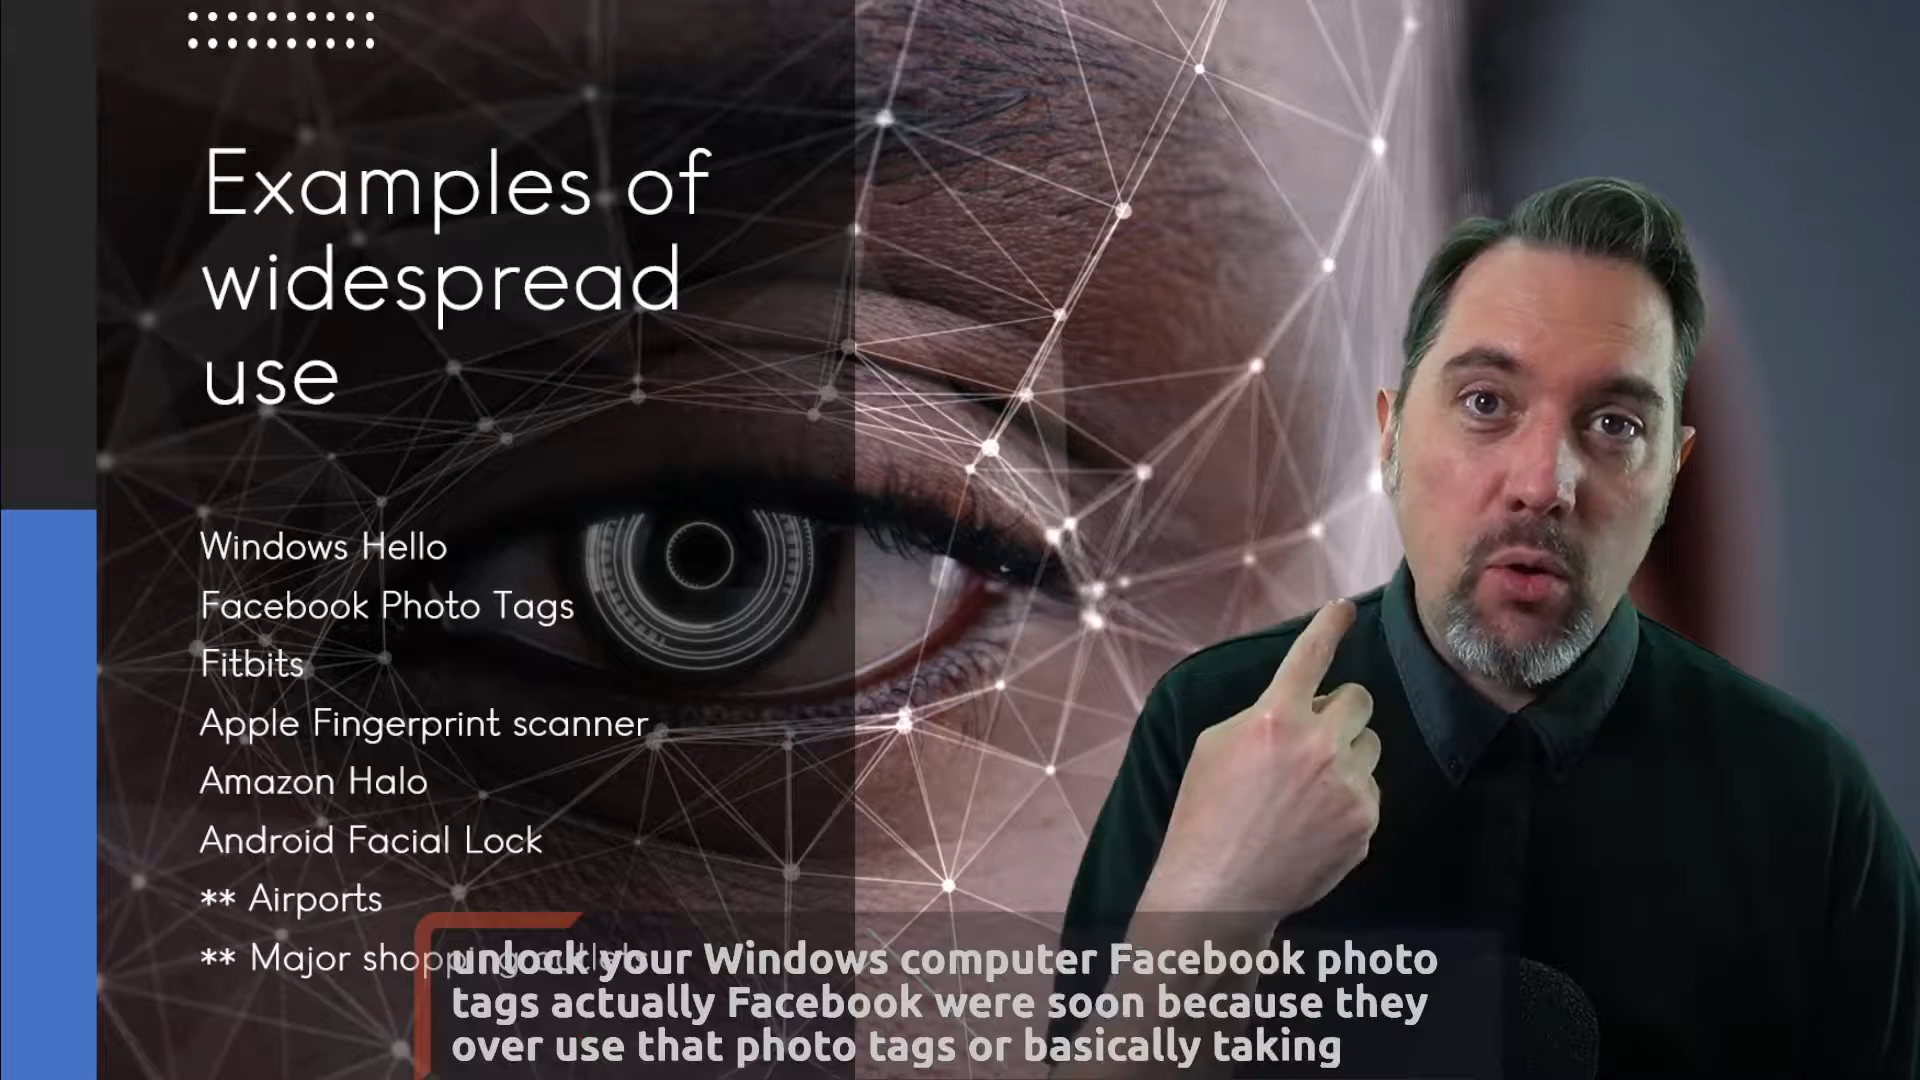 Examples of
widespread
use
Windows Hello
Facebook Photo Tags
Fitbits
Apple Fingerprint scanner
Amazon Halo
Android Facial Lock
** Airports
** Major shopping
unlock your Windows computer Facebook photo
tags actually Facebook were soon because they
over use that photo tags or basically taking